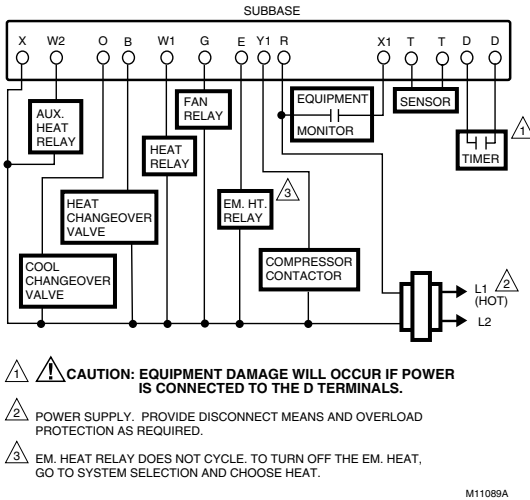 SUBBASE
X W2 O B W1 G E Y1 R X1 T T D D
AUX.
HEAT
RELAY
FAN
RELAY
EQUIPMENT
MONITOR
SENSOR
1
TIMER
HEAT
RELAY
HEAT
CHANGEOVER
VALVE
EM. HT.
RELAY
3
COOL
CHANGEOVER
VALVE
COMPRESSOR
CONTACTOR
L1
(HOT)
2
L2
1 ! CAUTION: EQUIPMENT DAMAGE WILL OCCUR IF POWER
IS CONNECTED TO THE D TERMINALS.
2 POWER SUPPLY. PROVIDE DISCONNECT MEANS AND OVERLOAD
PROTECTION AS REQUIRED.
3 EM. HEAT RELAY DOES NOT CYCLE. TO TURN OFF THE EM. HEAT,
GO TO SYSTEM SELECTION AND CHOOSE HEAT.
M11089A